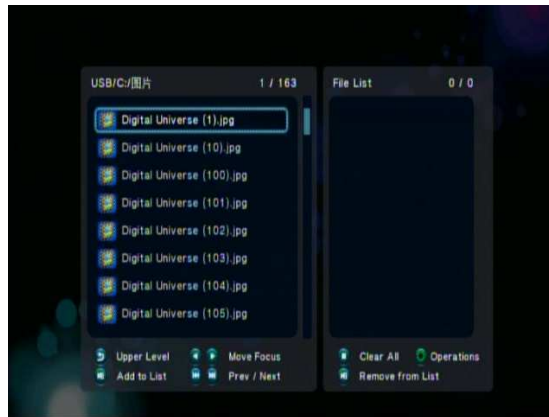 USB/C:/图片 1 / 163
Digital Universe (1).jpg
Digital Universe (10).jpg
Digital Universe (100).jpg
Digital Universe (101).jpg
Digital Universe (102).jpg
Digital Universe (103).jpg
Digital Universe (104).jpg
Digital Universe (105).jpg
Upper Level Move Focus
Add to List Prev / Next
File List 0 / 0
Clear All Operations
Remove from List